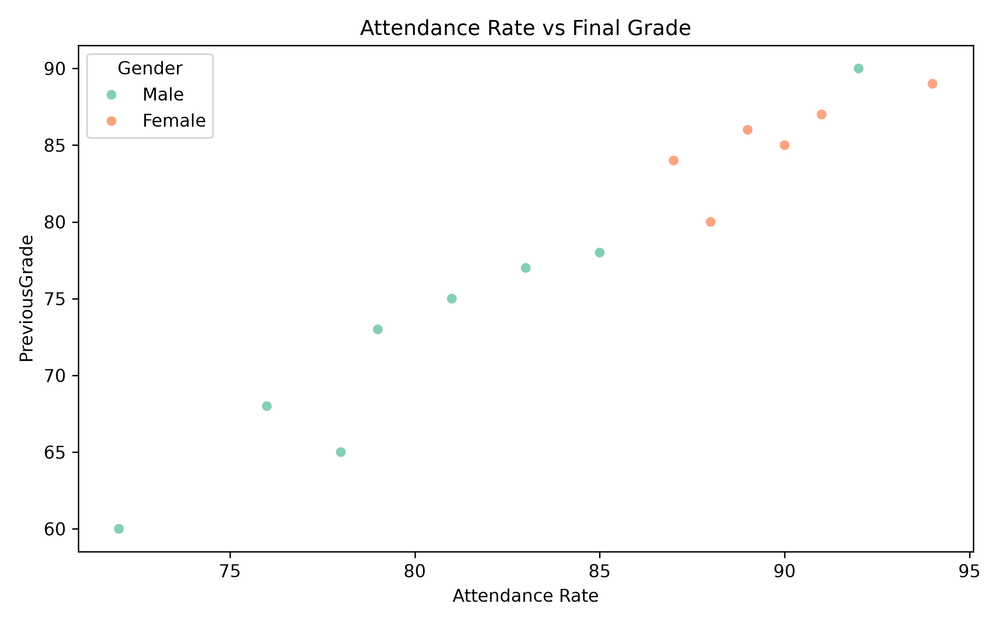 Attendance Rate vs Final Grade
Gender
Male
Female
PreviousGrade
90
85
80
75
70
65
60
75 80 85 90 95
Attendance Rate